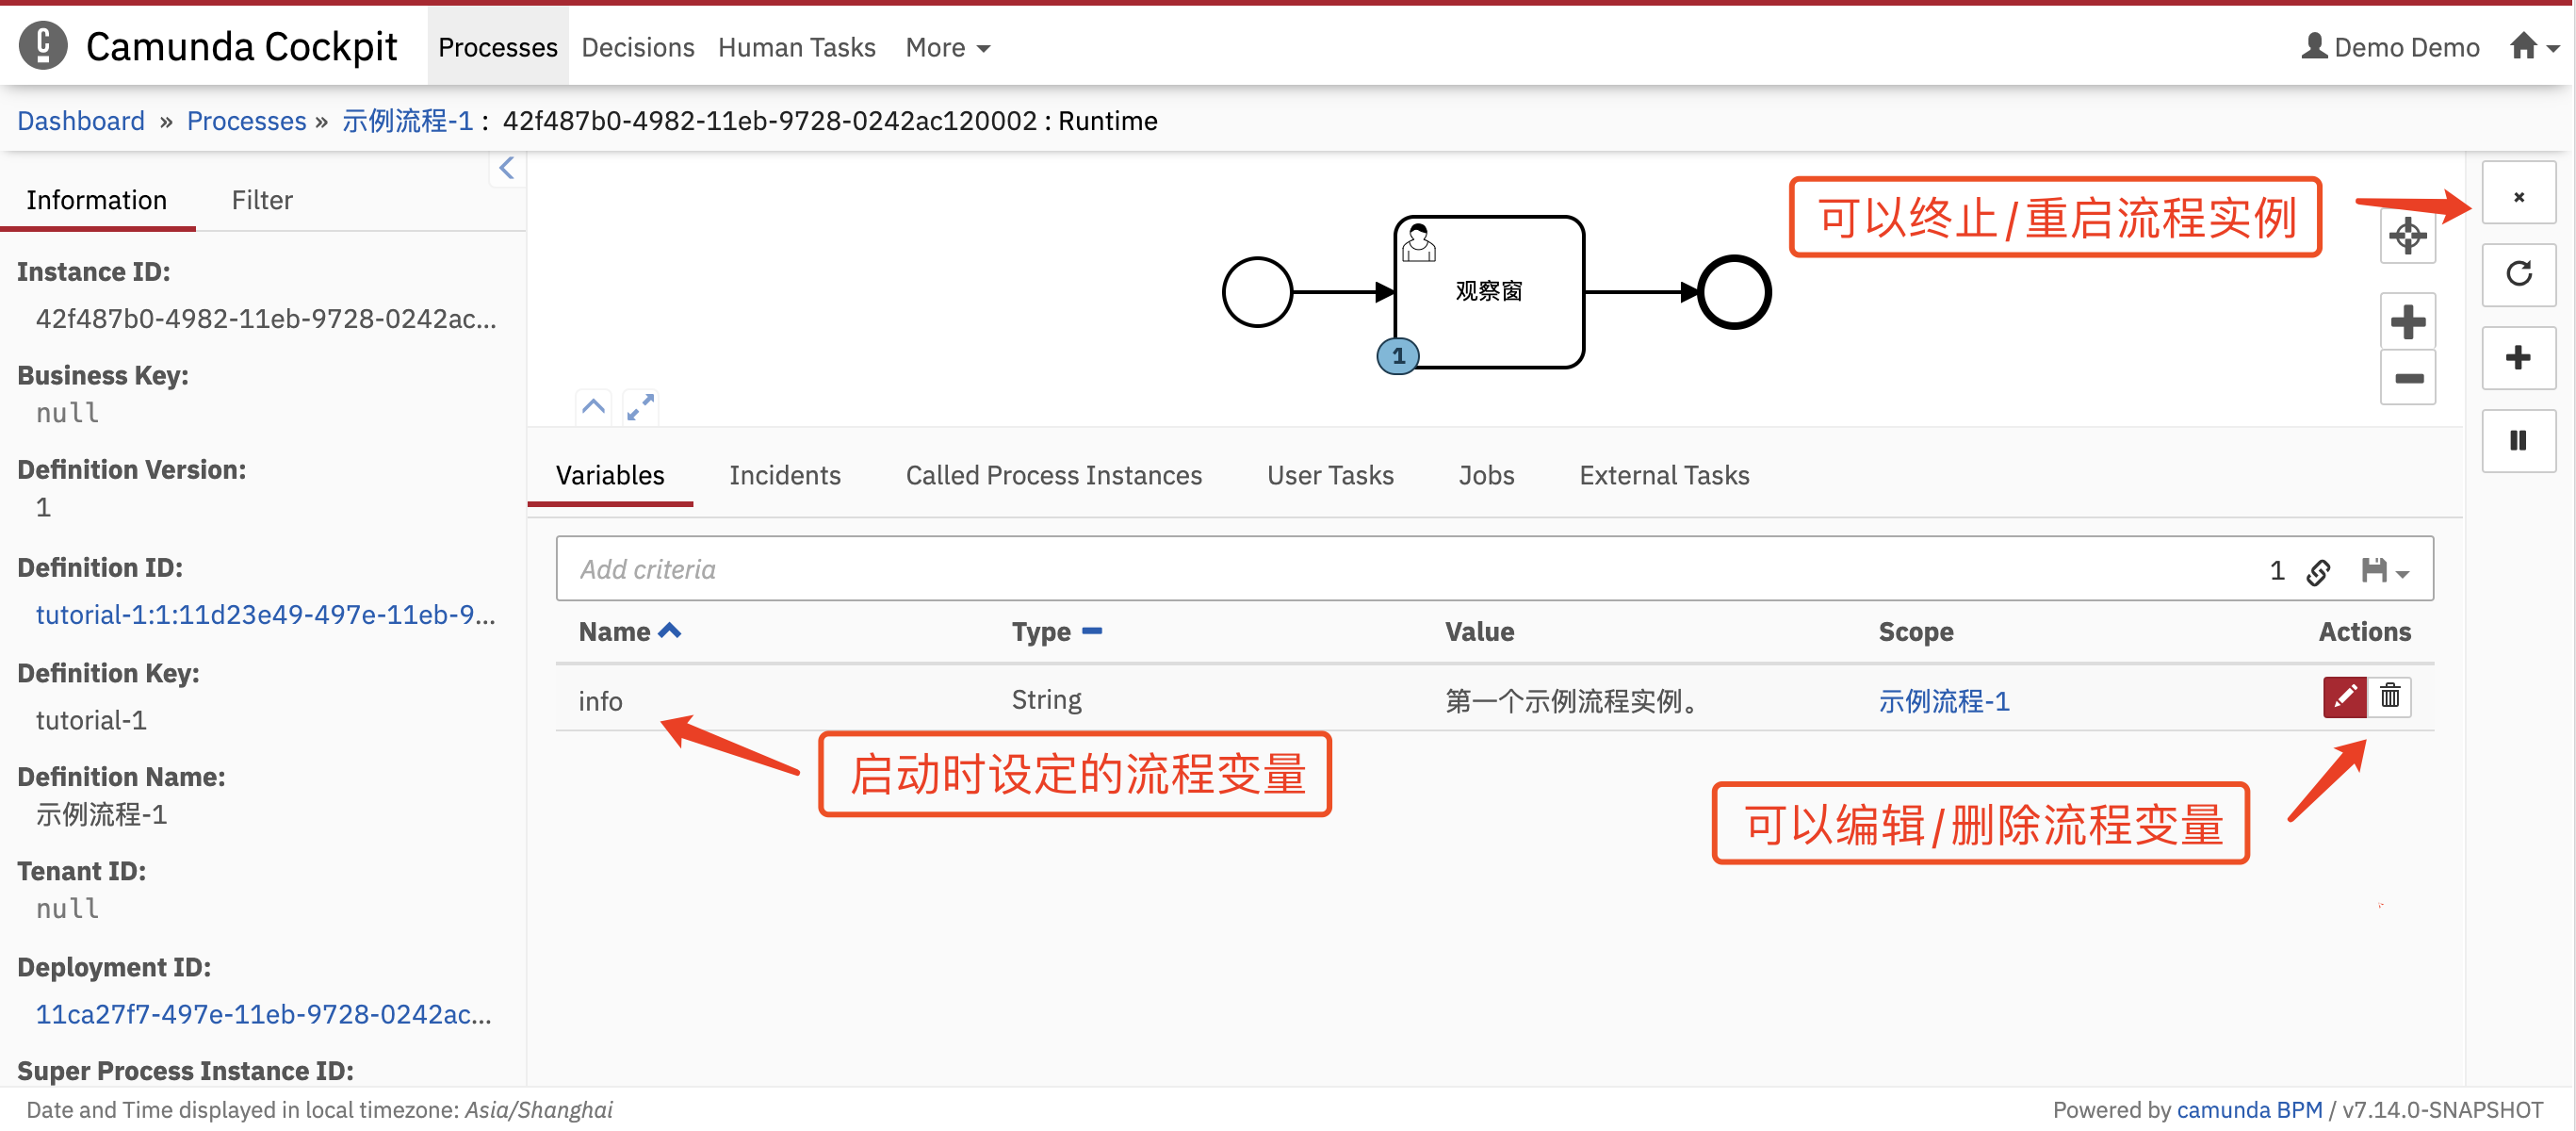 Camunda Cockpit Processes Decisions Human Tasks More Demo Demo
Dashboard » Processes » 示例流程-1 : 42f487b0-4982-11eb-9728-0242ac120002 : Runtime
Information Filter
Instance ID:
42f487b0-4982-11eb-9728-0242ac...
Business Key:
null
Definition Version:
1
Definition ID:
tutorial-1:1:11d23e49-497e-11eb-9...
Definition Key:
tutorial-1
Definition Name:
示例流程-1
Tenant ID:
null
Deployment ID:
11ca27f7-497e-11eb-9728-0242ac...
Super Process Instance ID:
可以终止/重启流程实例
观察窗
1
Variables Incidents Called Process Instances User Tasks Jobs External Tasks
Add criteria 1
Name Type Value Scope Actions
info String 第一个示例流程实例。 示例流程-1
启动时设定的流程变量
可以编辑/删除流程变量
Date and Time displayed in local timezone: Asia/Shanghai
Powered by camunda BPM / v7.14.0-SNAPSHOT